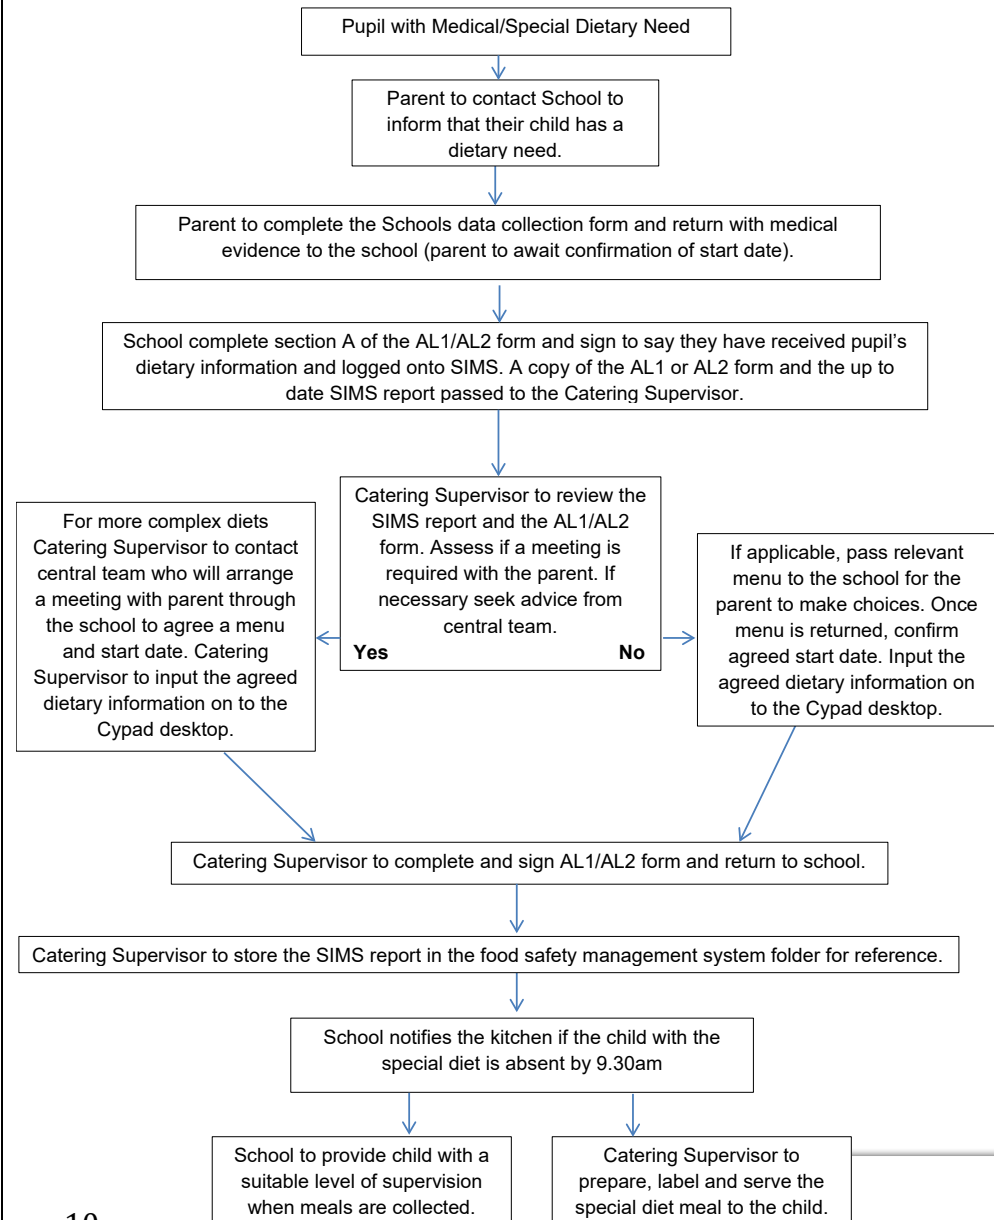 Pupil with Medical/Special Dietary Need
Parent to contact School to
inform that their child has a
dietary need.
Parent to complete the Schools data collection form and return with medical
evidence to the school (parent to await confirmation of start date).
School complete section A of the AL1/AL2 form and sign to say they have received pupil’s
dietary information and logged onto SIMS. A copy of the AL1 or AL2 form and the up to
date SIMS report passed to the Catering Supervisor.
For more complex diets
Catering Supervisor to contact
central team who will arrange
a meeting with parent through
the school to agree a menu
and start date. Catering
Supervisor to input the agreed
dietary information on to the
Cypad desktop.
Catering Supervisor to review the
SIMS report and the AL1/AL2
form. Assess if a meeting is
required with the parent. If
necessary seek advice from
central team.
Yes No
If applicable, pass relevant
menu to the school for the
parent to make choices. Once
menu is returned, confirm
agreed start date. Input the
agreed dietary information on
to the Cypad desktop.
Catering Supervisor to complete and sign AL1/AL2 form and return to school.
Catering Supervisor to store the SIMS report in the food safety management system folder for reference.
School notifies the kitchen if the child with the
special diet is absent by 9.30am
School to provide child with a
suitable level of supervision
when meals are collected.
Catering Supervisor to
prepare, label and serve the
special diet meal to the child.
10